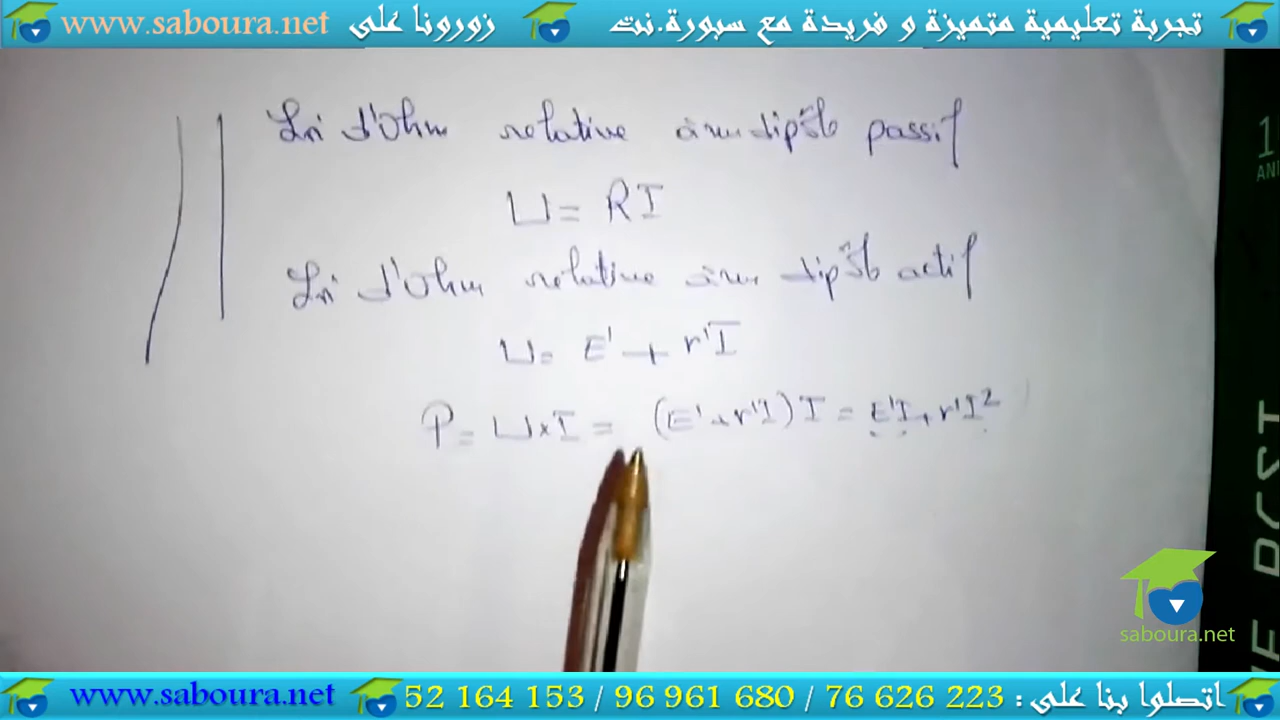 www.saboura.net زورونا على تجربة تعليمية متميزة و فريدة مع سبورة.نت
Loi d'Ohm relative à un dipôle passif
U = RI
Loi d'Ohm relative à un dipôle actif
U = E' + r'I
P = U x I = (E' + r'I) I = E'I + r'I²
1
ANI
saboura.net
www.saboura.net 52 164 153 / 96 961 680 / 76 626 223 : اتصلوا بنا على